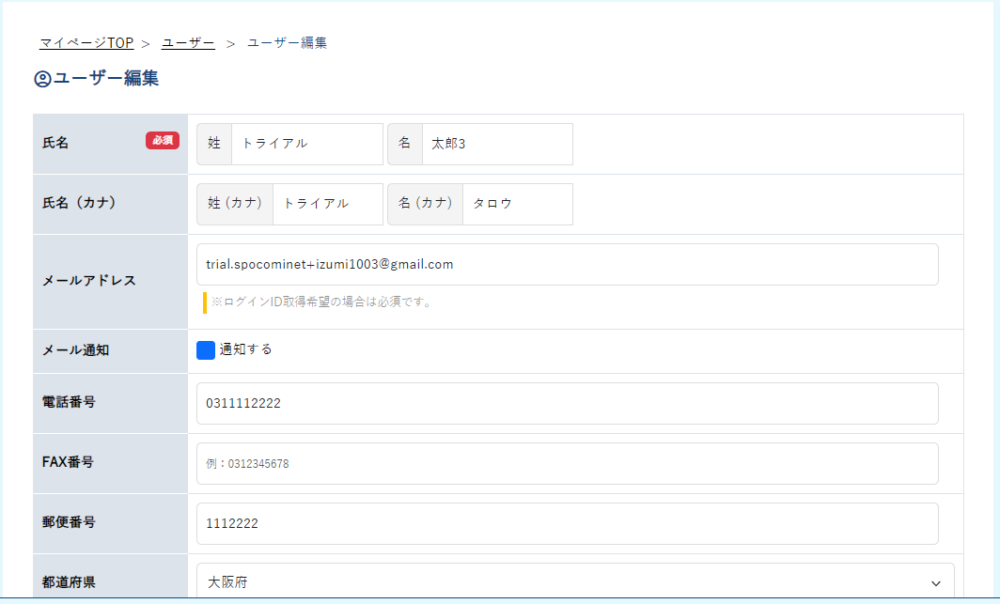 マイページTOP > ユーザー > ユーザー編集
ユーザー編集
氏名 必須 姓 トライアル 名 太郎3
氏名（カナ） 姓 (カナ) トライアル 名 (カナ) タロウ
メールアドレス trial.spocominet+izumi1003@gmail.com
※ログインID取得希望の場合は必須です。
メール通知 通知する
電話番号 0311112222
FAX番号 例：0312345678
郵便番号 1112222
都道府県 大阪府